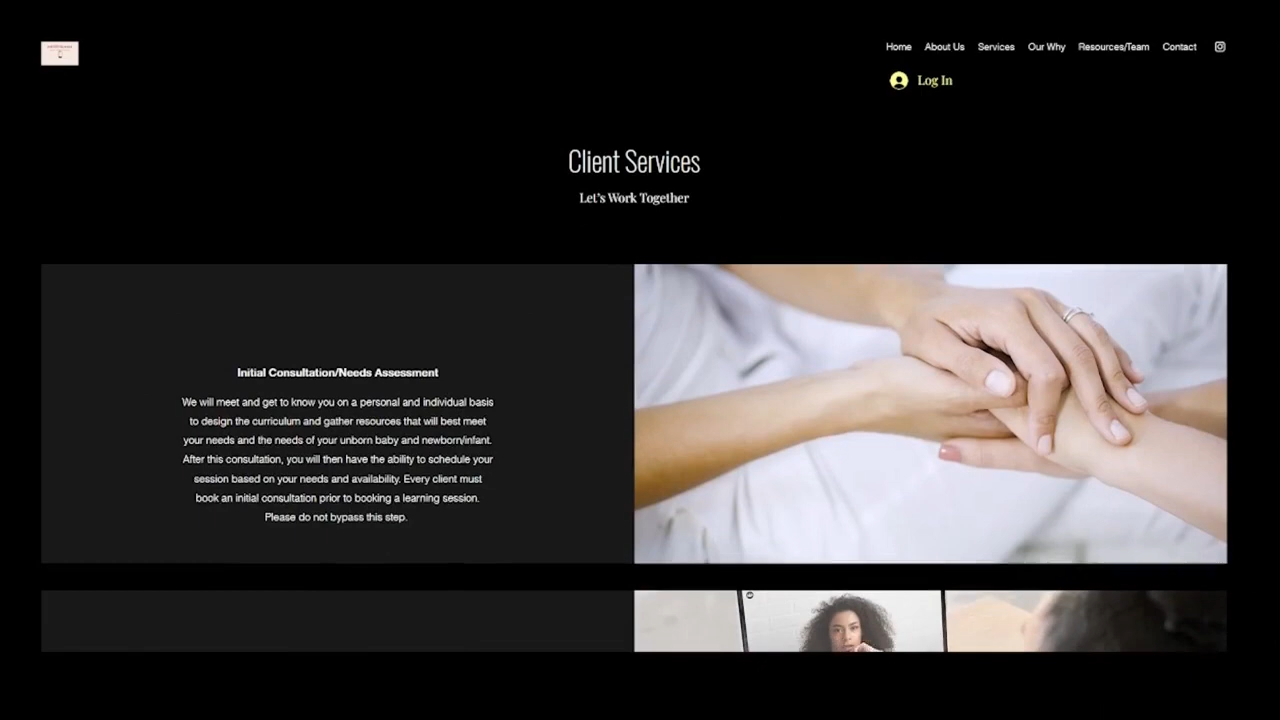 Home About Us Services Our Why Resources/Team Contact
Log In
Client Services
Let's Work Together
Initial Consultation/Needs Assessment
We will meet and get to know you on a personal and individual basis
to design the curriculum and gather resources that will best meet
your needs and the needs of your unborn baby and newborn/infant.
After this consultation, you will then have the ability to schedule your
session based on your needs and availability. Every client must
book an initial consultation prior to booking a learning session.
Please do not bypass this step.